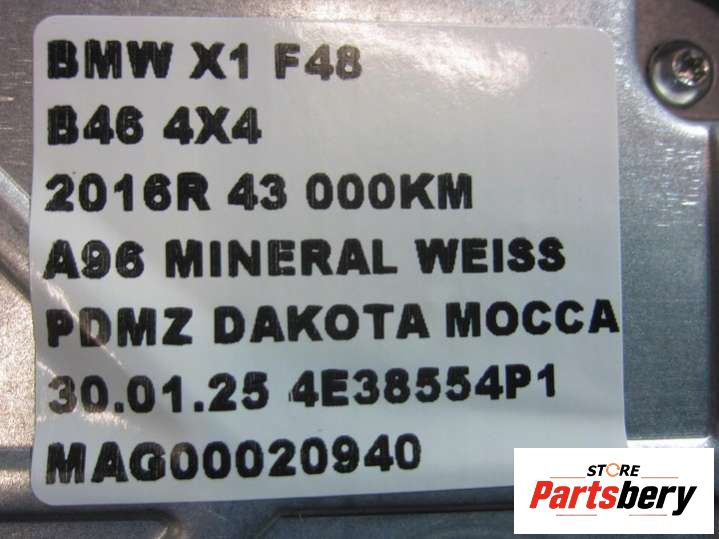 BMW X1 F48
B46 4X4
2016R 43 000KM
A96 MINERAL WEISS
PDMZ DAKOTA MOCCA
30.01.25 4E38554P1
MAG00020940
STORE
Partsbery